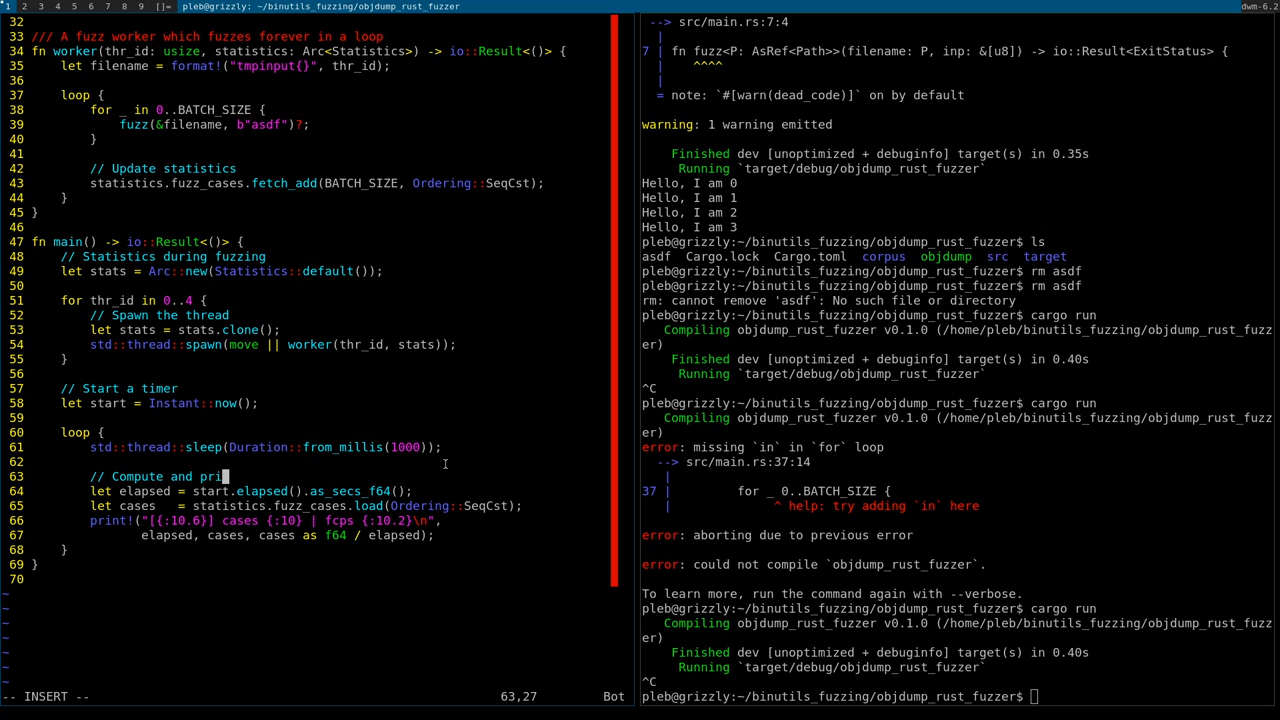 1 2 3 4 5 6 7 8 9 []= pleb@grizzly: ~/binutils_fuzzing/objdump_rust_fuzzer dwm-6.2
32
33 /// A fuzz worker which fuzzes forever in a loop
34 fn worker(thr_id: usize, statistics: Arc<Statistics>) -> io::Result<()> {
35     let filename = format!("tmpinput{}", thr_id);
36
37     loop {
38         for _ in 0..BATCH_SIZE {
39             fuzz(&filename, b"asdf")?;
40         }
41
42         // Update statistics
43         statistics.fuzz_cases.fetch_add(BATCH_SIZE, Ordering::SeqCst);
44     }
45 }
46
47 fn main() -> io::Result<()> {
48     // Statistics during fuzzing
49     let stats = Arc::new(Statistics::default());
50
51     for thr_id in 0..4 {
52         // Spawn the thread
53         let stats = stats.clone();
54         std::thread::spawn(move || worker(thr_id, stats));
55     }
56
57     // Start a timer
58     let start = Instant::now();
59
60     loop {
61         std::thread::sleep(Duration::from_millis(1000));
62
63         // Compute and pri
64         let elapsed = start.elapsed().as_secs_f64();
65         let cases   = statistics.fuzz_cases.load(Ordering::SeqCst);
66         print!("[{:10.6}] cases {:10} | fcps {:10.2}\n",
67                elapsed, cases, cases as f64 / elapsed);
68     }
69 }
70
~
~
~
~
~
~
~
-- INSERT -- 63,27 Bot
 --> src/main.rs:7:4
  |
7 | fn fuzz<P: AsRef<Path>>(filename: P, inp: &[u8]) -> io::Result<ExitStatus> {
  |    ^^^^
  |
  = note: `#[warn(dead_code)]` on by default
warning: 1 warning emitted
    Finished dev [unoptimized + debuginfo] target(s) in 0.35s
     Running `target/debug/objdump_rust_fuzzer`
Hello, I am 0
Hello, I am 1
Hello, I am 2
Hello, I am 3
pleb@grizzly:~/binutils_fuzzing/objdump_rust_fuzzer$ ls
asdf  Cargo.lock  Cargo.toml  corpus  objdump  src  target
pleb@grizzly:~/binutils_fuzzing/objdump_rust_fuzzer$ rm asdf
pleb@grizzly:~/binutils_fuzzing/objdump_rust_fuzzer$ rm asdf
rm: cannot remove 'asdf': No such file or directory
pleb@grizzly:~/binutils_fuzzing/objdump_rust_fuzzer$ cargo run
   Compiling objdump_rust_fuzzer v0.1.0 (/home/pleb/binutils_fuzzing/objdump_rust_fuzz
er)
    Finished dev [unoptimized + debuginfo] target(s) in 0.40s
     Running `target/debug/objdump_rust_fuzzer`
^C
pleb@grizzly:~/binutils_fuzzing/objdump_rust_fuzzer$ cargo run
   Compiling objdump_rust_fuzzer v0.1.0 (/home/pleb/binutils_fuzzing/objdump_rust_fuzz
er)
error: missing `in` in `for` loop
  --> src/main.rs:37:14
   |
37 |         for _ 0..BATCH_SIZE {
   |              ^ help: try adding `in` here
error: aborting due to previous error
error: could not compile `objdump_rust_fuzzer`.
To learn more, run the command again with --verbose.
pleb@grizzly:~/binutils_fuzzing/objdump_rust_fuzzer$ cargo run
   Compiling objdump_rust_fuzzer v0.1.0 (/home/pleb/binutils_fuzzing/objdump_rust_fuzz
er)
    Finished dev [unoptimized + debuginfo] target(s) in 0.40s
     Running `target/debug/objdump_rust_fuzzer`
^C
pleb@grizzly:~/binutils_fuzzing/objdump_rust_fuzzer$